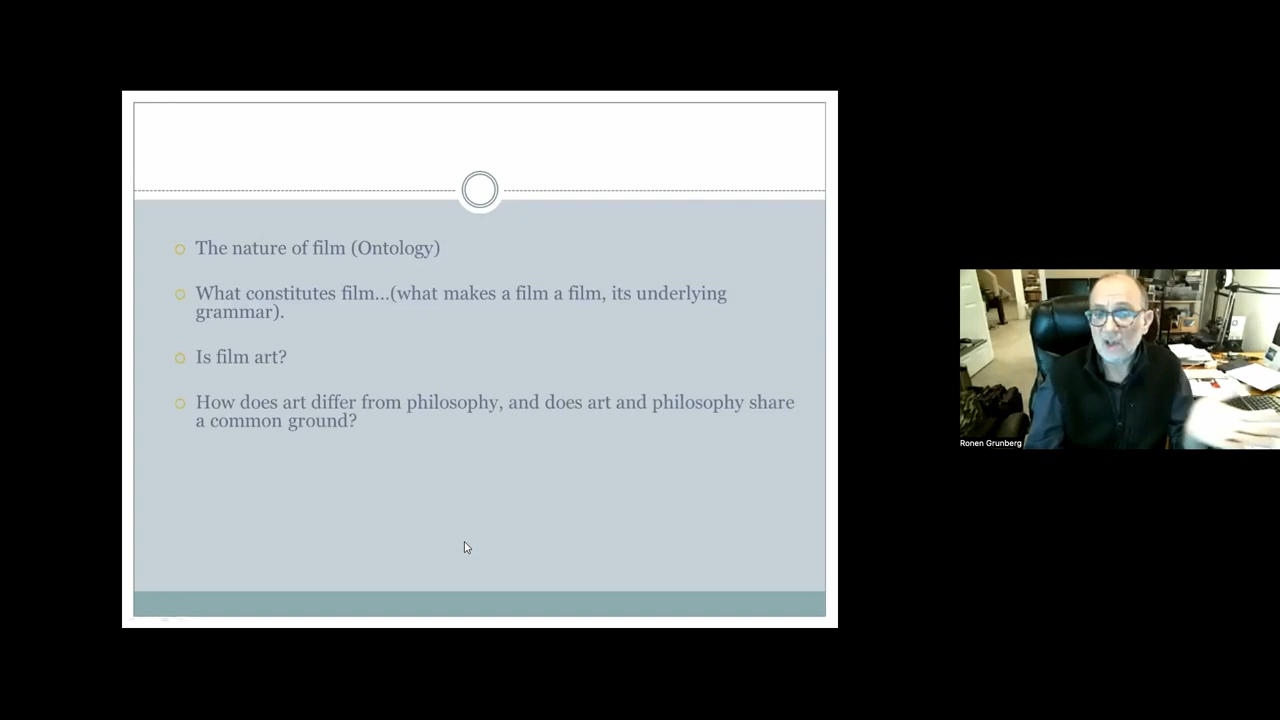 The nature of film (Ontology)
What constitutes film...(what makes a film a film, its underlying
grammar).
Is film art?
How does art differ from philosophy, and does art and philosophy share
a common ground?
Ronen Grunberg